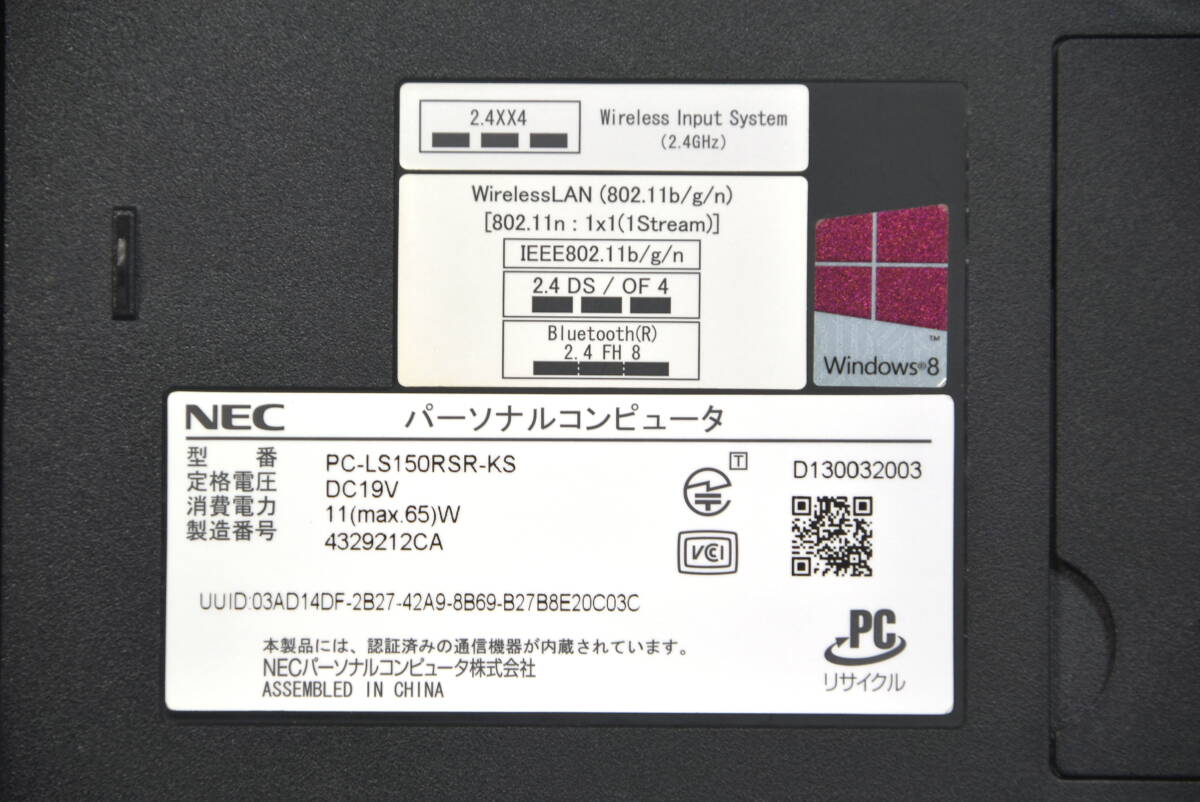 2.4XX4
Wireless Input System
(2.4GHz)
WirelessLAN (802.11b/g/n)
[802.11n : 1x1(1Stream)]
IEEE802.11b/g/n
2.4 DS / OF 4
Bluetooth(R)
2.4 FH 8
™
Windows®8
NEC パーソナルコンピュータ
型番 PC-LS150RSR-KS
定格電圧 DC19V
消費電力 11(max.65)W
製造番号 4329212CA
T
D130032003
VCI
UUID:03AD14DF-2B27-42A9-8B69-B27B8E20C03C
本製品には、認証済みの通信機器が内蔵されています。
NECパーソナルコンピュータ株式会社
ASSEMBLED IN CHINA
PC
リサイクル